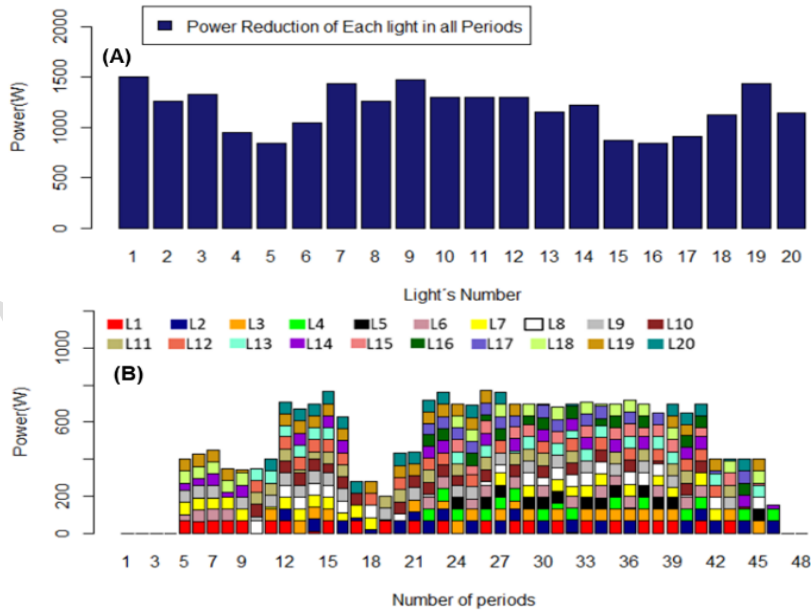 Power Reduction of Each light in all Periods
(A)
Power(W)
2000
1500
1000
500
0
1 2 3 4 5 6 7 8 9 10 11 12 13 14 15 16 17 18 19 20
Light´s Number
L1 L2 L3 L4 L5 L6 L7 L8 L9 L10
L11 L12 L13 L14 L15 L16 L17 L18 L19 L20
(B)
Power(W)
1000
600
200
0
1 3 5 7 9 12 15 18 21 24 27 30 33 36 39 42 45 48
Number of periods